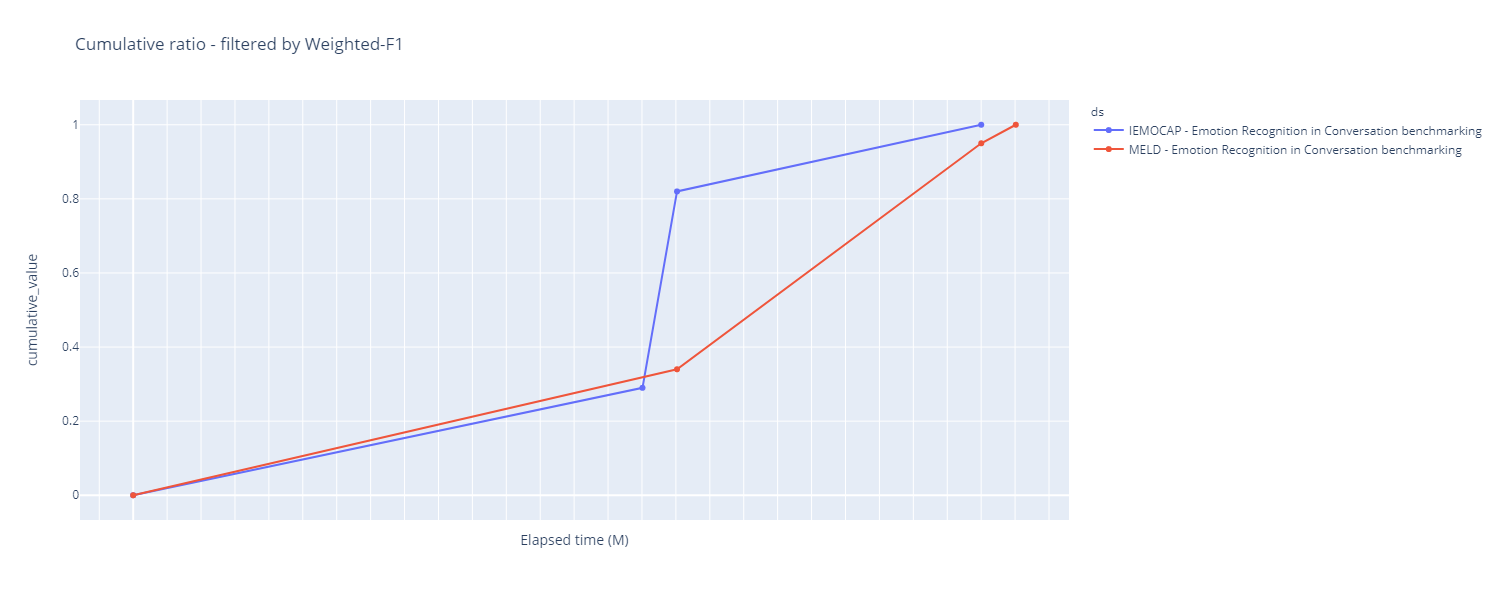 Cumulative ratio - filtered by Weighted-F1
ds
IEMOCAP - Emotion Recognition in Conversation benchmarking
MELD - Emotion Recognition in Conversation benchmarking
1
0.8
0.6
0.4
0.2
0
cumulative_value
Elapsed time (M)